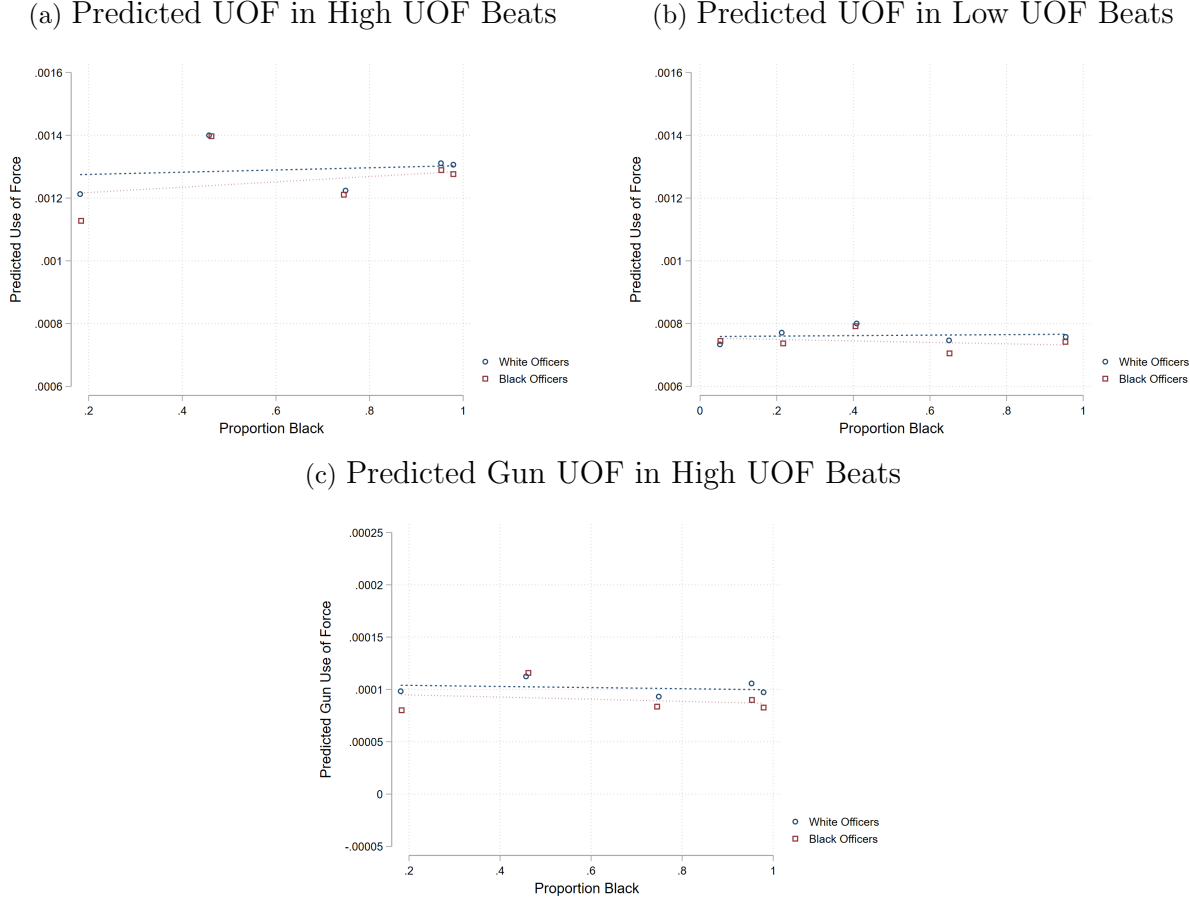 (a) Predicted UOF in High UOF Beats
.0016
.0014
.0012
.001
.0008
.0006
Predicted Use of Force
.2
.4
.6
.8
1
Proportion Black
White Officers
Black Officers
(b) Predicted UOF in Low UOF Beats
.0016
.0014
.0012
.001
.0008
.0006
Predicted Use of Force
0
.2
.4
.6
.8
1
Proportion Black
White Officers
Black Officers
(c) Predicted Gun UOF in High UOF Beats
.00025
.0002
.00015
.0001
.00005
0
-.00005
Predicted Gun Use of Force
.2
.4
.6
.8
1
Proportion Black
White Officers
Black Officers